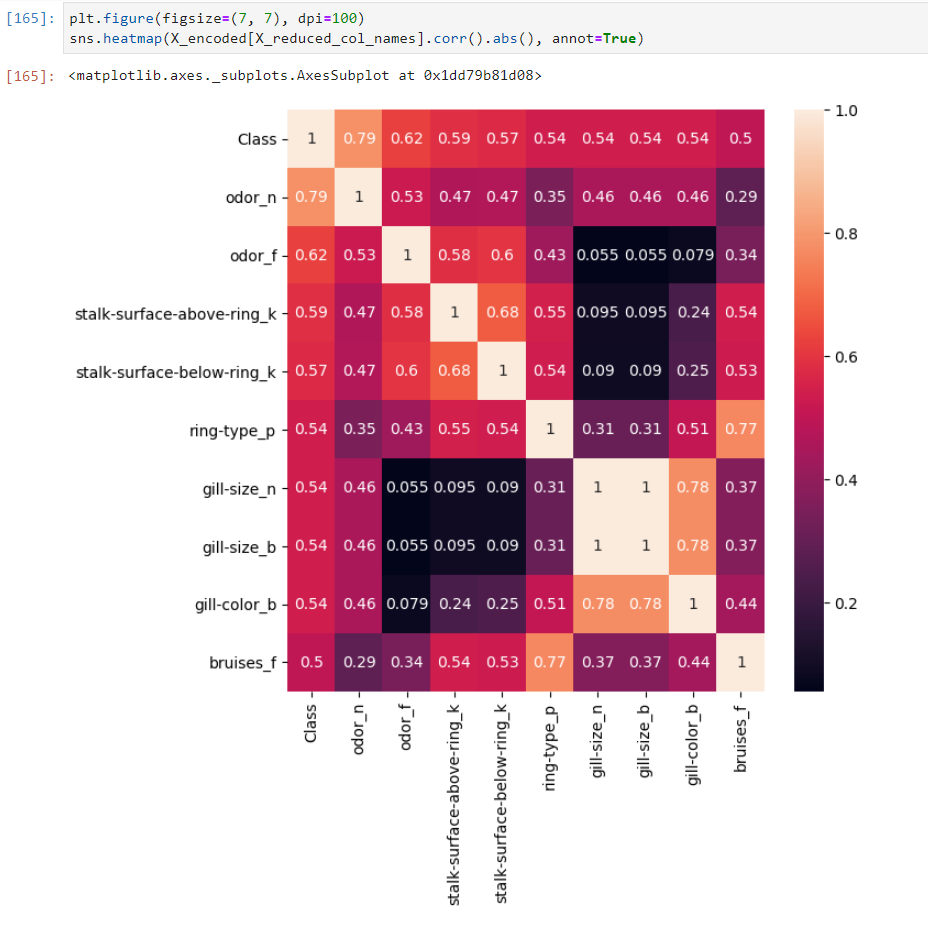 [165]: plt.figure(figsize=(7, 7), dpi=100)
sns.heatmap(X_encoded[X_reduced_col_names].corr().abs(), annot=True)
[165]: <matplotlib.axes._subplots.AxesSubplot at 0x1dd79b81d08>
Class 1 0.79 0.62 0.59 0.57 0.54 0.54 0.54 0.54 0.5
odor_n 0.79 1 0.53 0.47 0.47 0.35 0.46 0.46 0.46 0.29
odor_f 0.62 0.53 1 0.58 0.6 0.43 0.055 0.055 0.079 0.34
stalk-surface-above-ring_k 0.59 0.47 0.58 1 0.68 0.55 0.095 0.095 0.24 0.54
stalk-surface-below-ring_k 0.57 0.47 0.6 0.68 1 0.54 0.09 0.09 0.25 0.53
ring-type_p 0.54 0.35 0.43 0.55 0.54 1 0.31 0.31 0.51 0.77
gill-size_n 0.54 0.46 0.055 0.095 0.09 0.31 1 1 0.78 0.37
gill-size_b 0.54 0.46 0.055 0.095 0.09 0.31 1 1 0.78 0.37
gill-color_b 0.54 0.46 0.079 0.24 0.25 0.51 0.78 0.78 1 0.44
bruises_f 0.5 0.29 0.34 0.54 0.53 0.77 0.37 0.37 0.44 1
Class
odor_n
odor_f
stalk-surface-above-ring_k
stalk-surface-below-ring_k
ring-type_p
gill-size_n
gill-size_b
gill-color_b
bruises_f
1.0
0.8
0.6
0.4
0.2